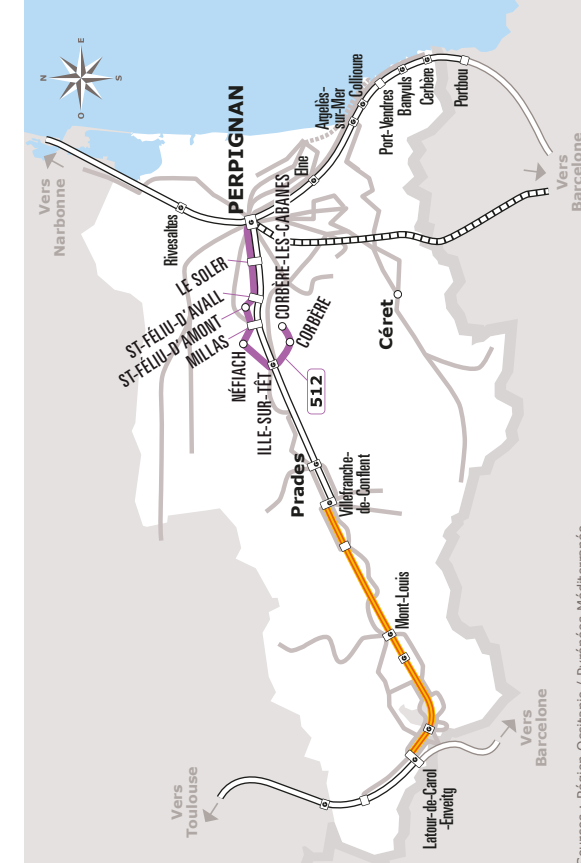 N
E
S
O
Vers
Narbonne
Rivesaltes
PERPIGNAN
Elne
Argelès-
sur-Mer
Collioure
Port-Vendres
Banyuls
Cerbère
Portbou
Vers
Barcelone
LE SOLER
ST-FÉLIU-D’AVALL
ST-FÉLIU-D’AMONT
MILLAS
NÉFIACH
ILLE-SUR-TÊT
CORBÈRE-LES-CABANES
CORBÈRE
512
Céret
Prades
Villefranche-
de-Conflent
Mont-Louis
Latour-de-Carol
-Enveitg
Vers
Toulouse
Vers
Barcelone